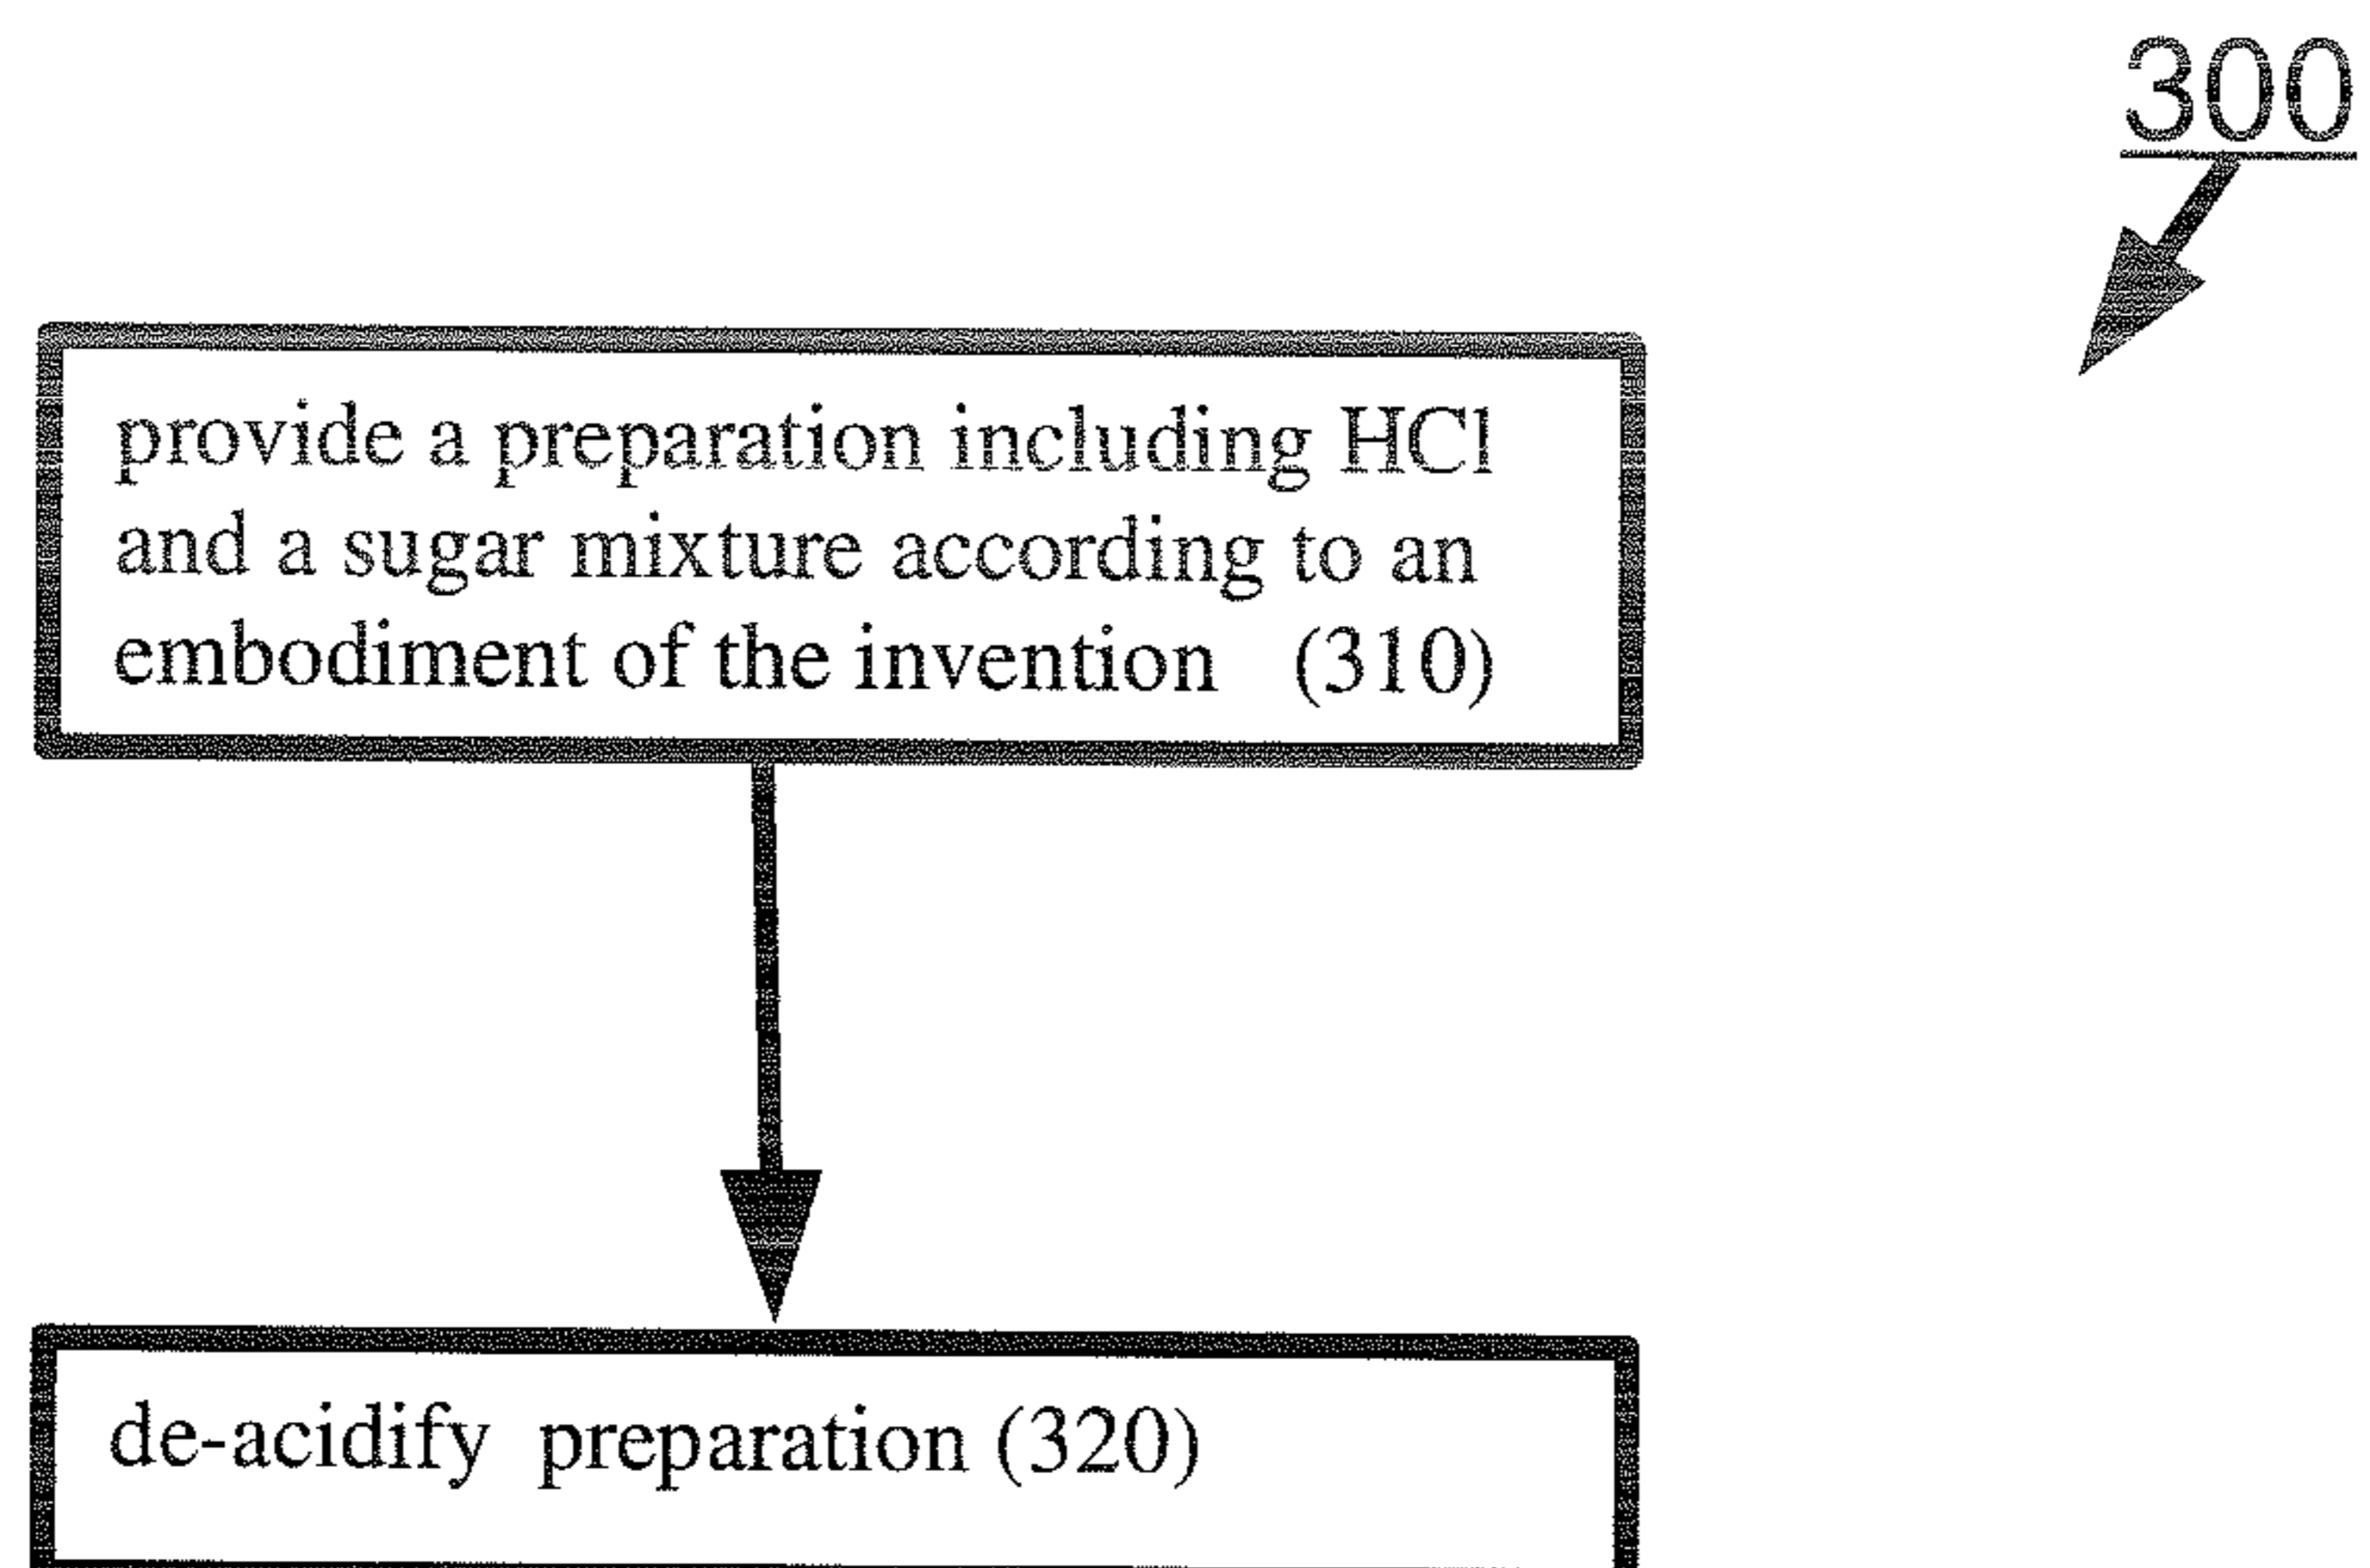 300
provide a preparation including HCl
and a sugar mixture according to an
embodiment of the invention (310)
de-acidify preparation (320)